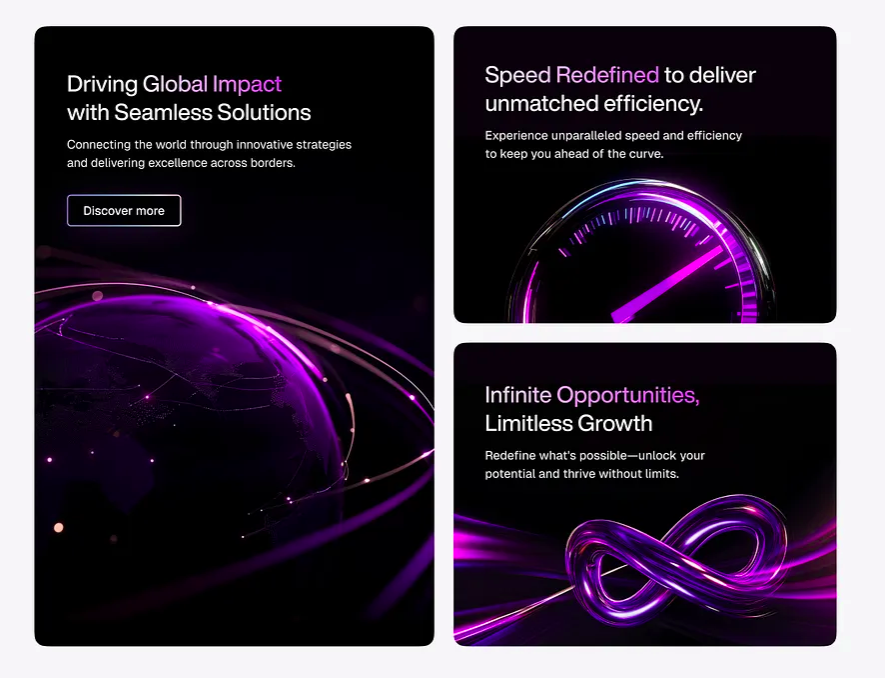 Driving Global Impact
with Seamless Solutions
Connecting the world through innovative strategies
and delivering excellence across borders.
Discover more
Speed Redefined to deliver
unmatched efficiency.
Experience unparalleled speed and efficiency
to keep you ahead of the curve.
Infinite Opportunities,
Limitless Growth
Redefine what's possible—unlock your
potential and thrive without limits.